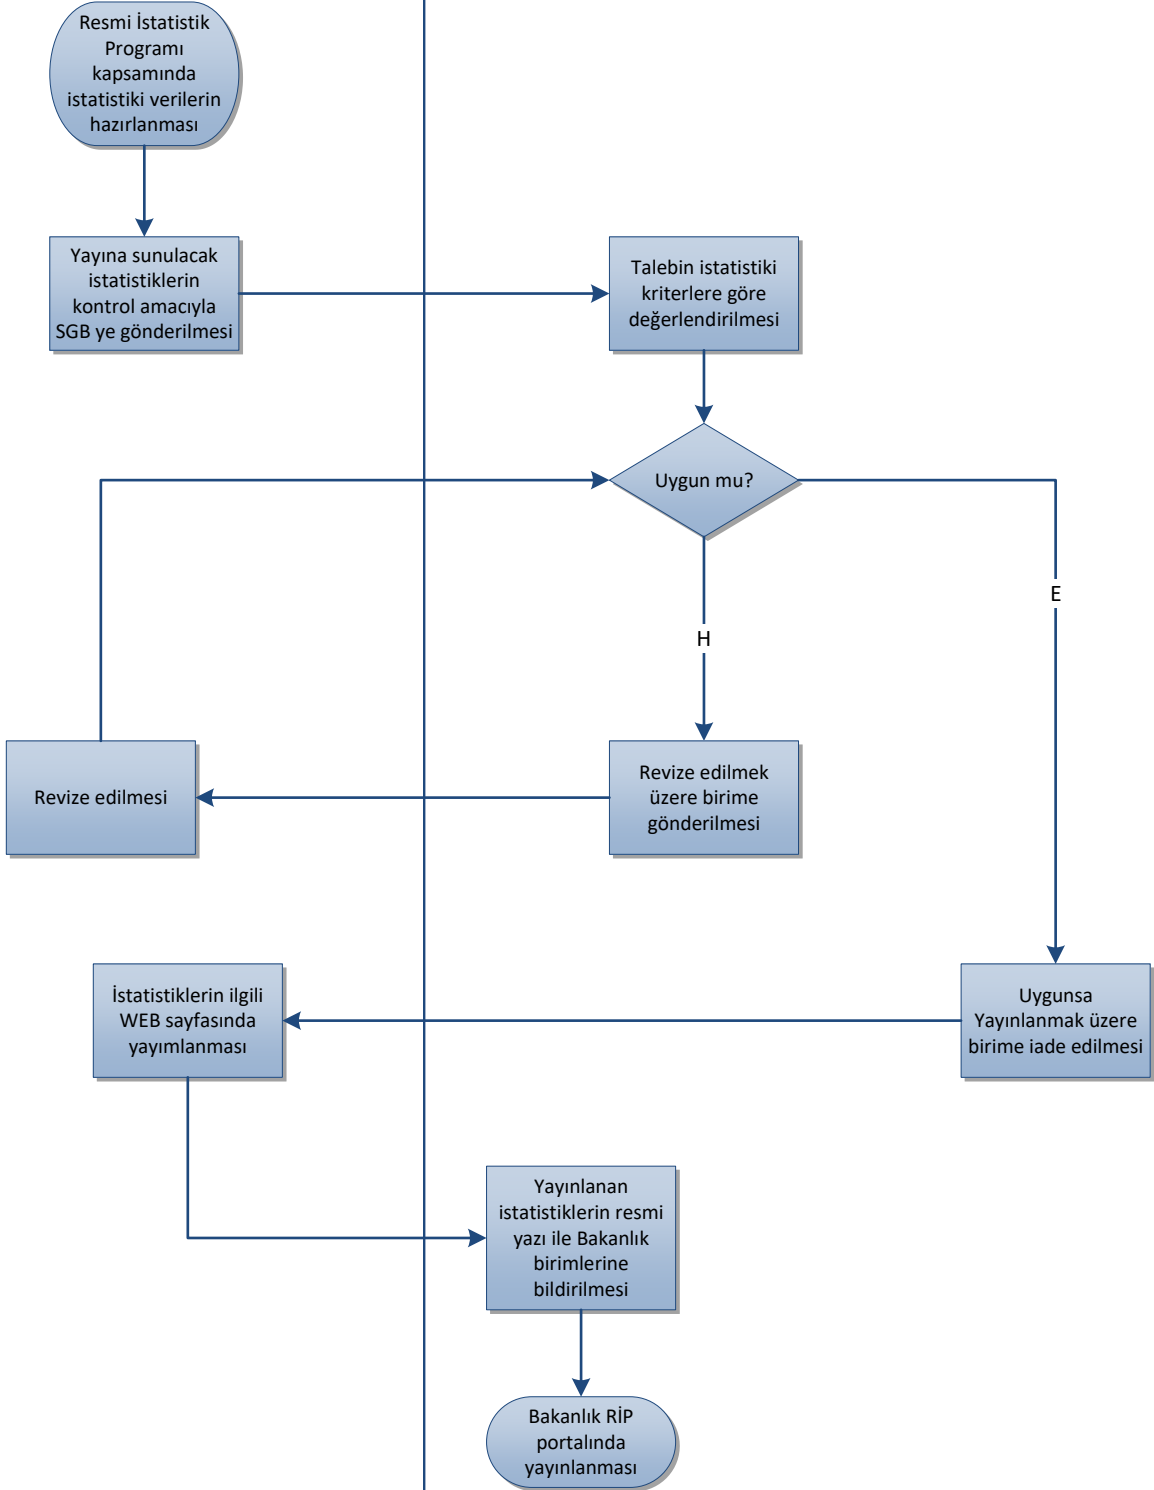 Resmi İstatistik
Programı
kapsamında
istatistiki verilerin
hazırlanması
Yayına sunulacak
istatistiklerin
kontrol amacıyla
SGB ye gönderilmesi
Talebin istatistiki
kriterlere göre
değerlendirilmesi
Uygun mu?
E
H
Revize edilmesi
Revize edilmek
üzere birime
gönderilmesi
İstatistiklerin ilgili
WEB sayfasında
yayımlanması
Uygunsa
Yayınlanmak üzere
birime iade edilmesi
Yayınlanan
istatistiklerin resmi
yazı ile Bakanlık
birimlerine
bildirilmesi
Bakanlık RİP
portalında
yayınlanması